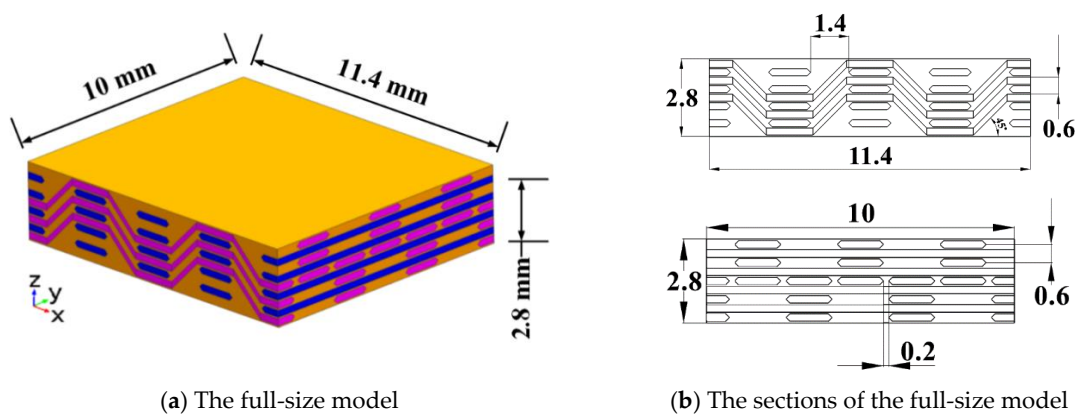 10 mm
11.4 mm
2.8 mm
z
y
x
(a) The full-size model
1.4
2.8
45°
0.6
11.4
10
2.8
0.6
0.2
(b) The sections of the full-size model